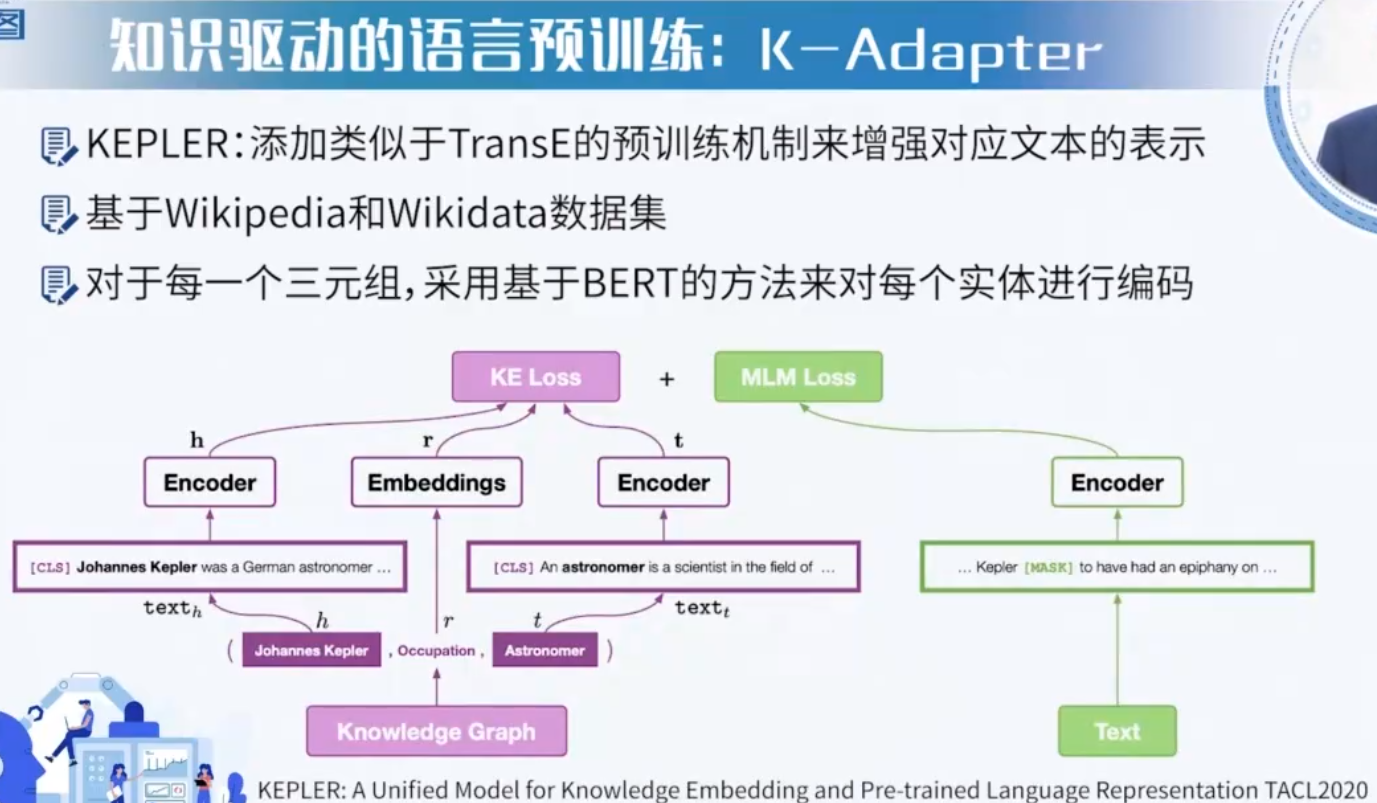 图
知识驱动的语言预训练：K-Adapter
KEPLER：添加类似于TransE的预训练机制来增强对应文本的表示
基于Wikipedia和Wikidata数据集
对于每一个三元组，采用基于BERT的方法来对每个实体进行编码
KE Loss + MLM Loss
h r t
Encoder Embeddings Encoder Encoder
[CLS] Johannes Kepler was a German astronomer ... [CLS] An astronomer is a scientist in the field of ... ... Kepler [MASK] to have had an epiphany on ...
texth h r t textt
( Johannes Kepler , Occupation , Astronomer )
Knowledge Graph Text
KEPLER: A Unified Model for Knowledge Embedding and Pre-trained Language Representation TACL2020